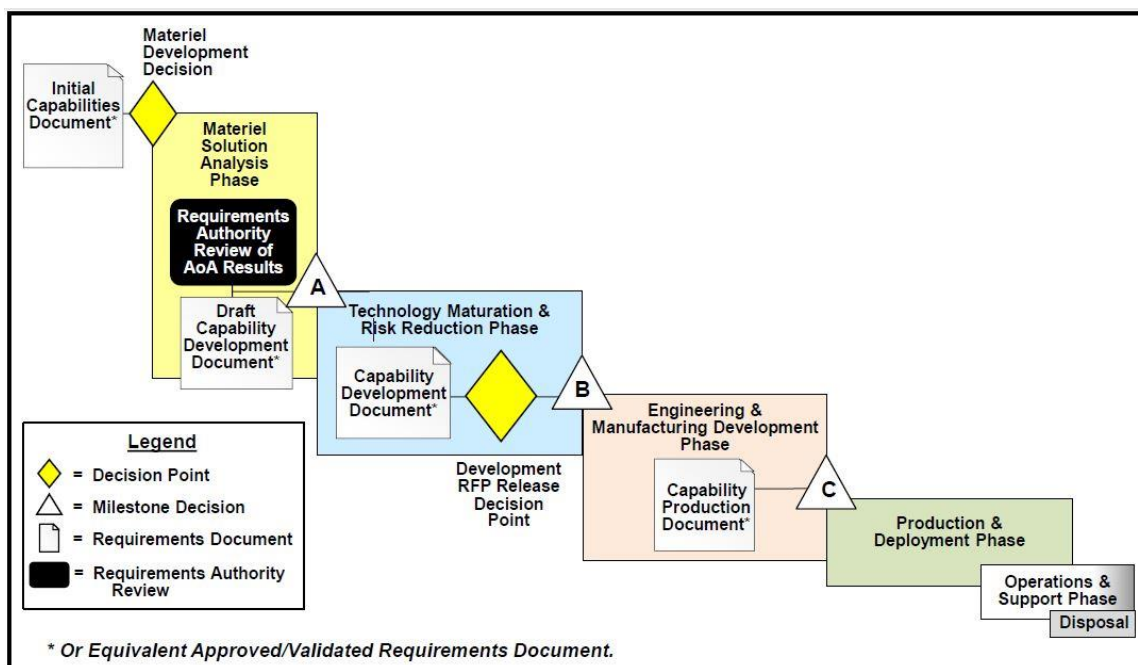 Materiel
Development
Decision
Initial
Capabilities
Document*
Materiel
Solution
Analysis
Phase
Requirements
Authority
Review of
AoA Results
A
Draft
Capability
Development
Document*
Technology Maturation &
Risk Reduction Phase
Capability
Development
Document*
B
Development
RFP Release
Decision
Point
Engineering &
Manufacturing Development
Phase
Capability
Production
Document*
C
Production &
Deployment Phase
Operations &
Support Phase
Disposal
Legend
= Decision Point
= Milestone Decision
= Requirements Document
= Requirements Authority
Review
* Or Equivalent Approved/Validated Requirements Document.